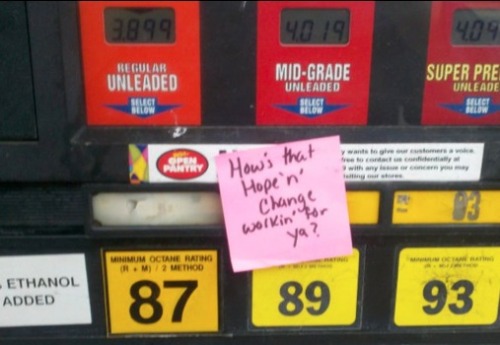 3.899
4.019
4.04
REGULAR
UNLEADED
MID-GRADE
UNLEADED
SUPER PRE
UNLEADE
SELECT
BELOW
SELECT
BELOW
SELECT
BELOW
OPEN
PANTRY
y wants to give our customers a voice.
free to contact us confidentially at
with any issue or concern you may
visiting our stores.
How's that
Hope 'n'
Change
workin' for
ya?
93
ETHANOL
ADDED
MINIMUM OCTANE RATING
(R + M) / 2 METHOD
87
RATING
89
MINIMUM OCTANE RATING
(R + M) / 2 METHOD
93